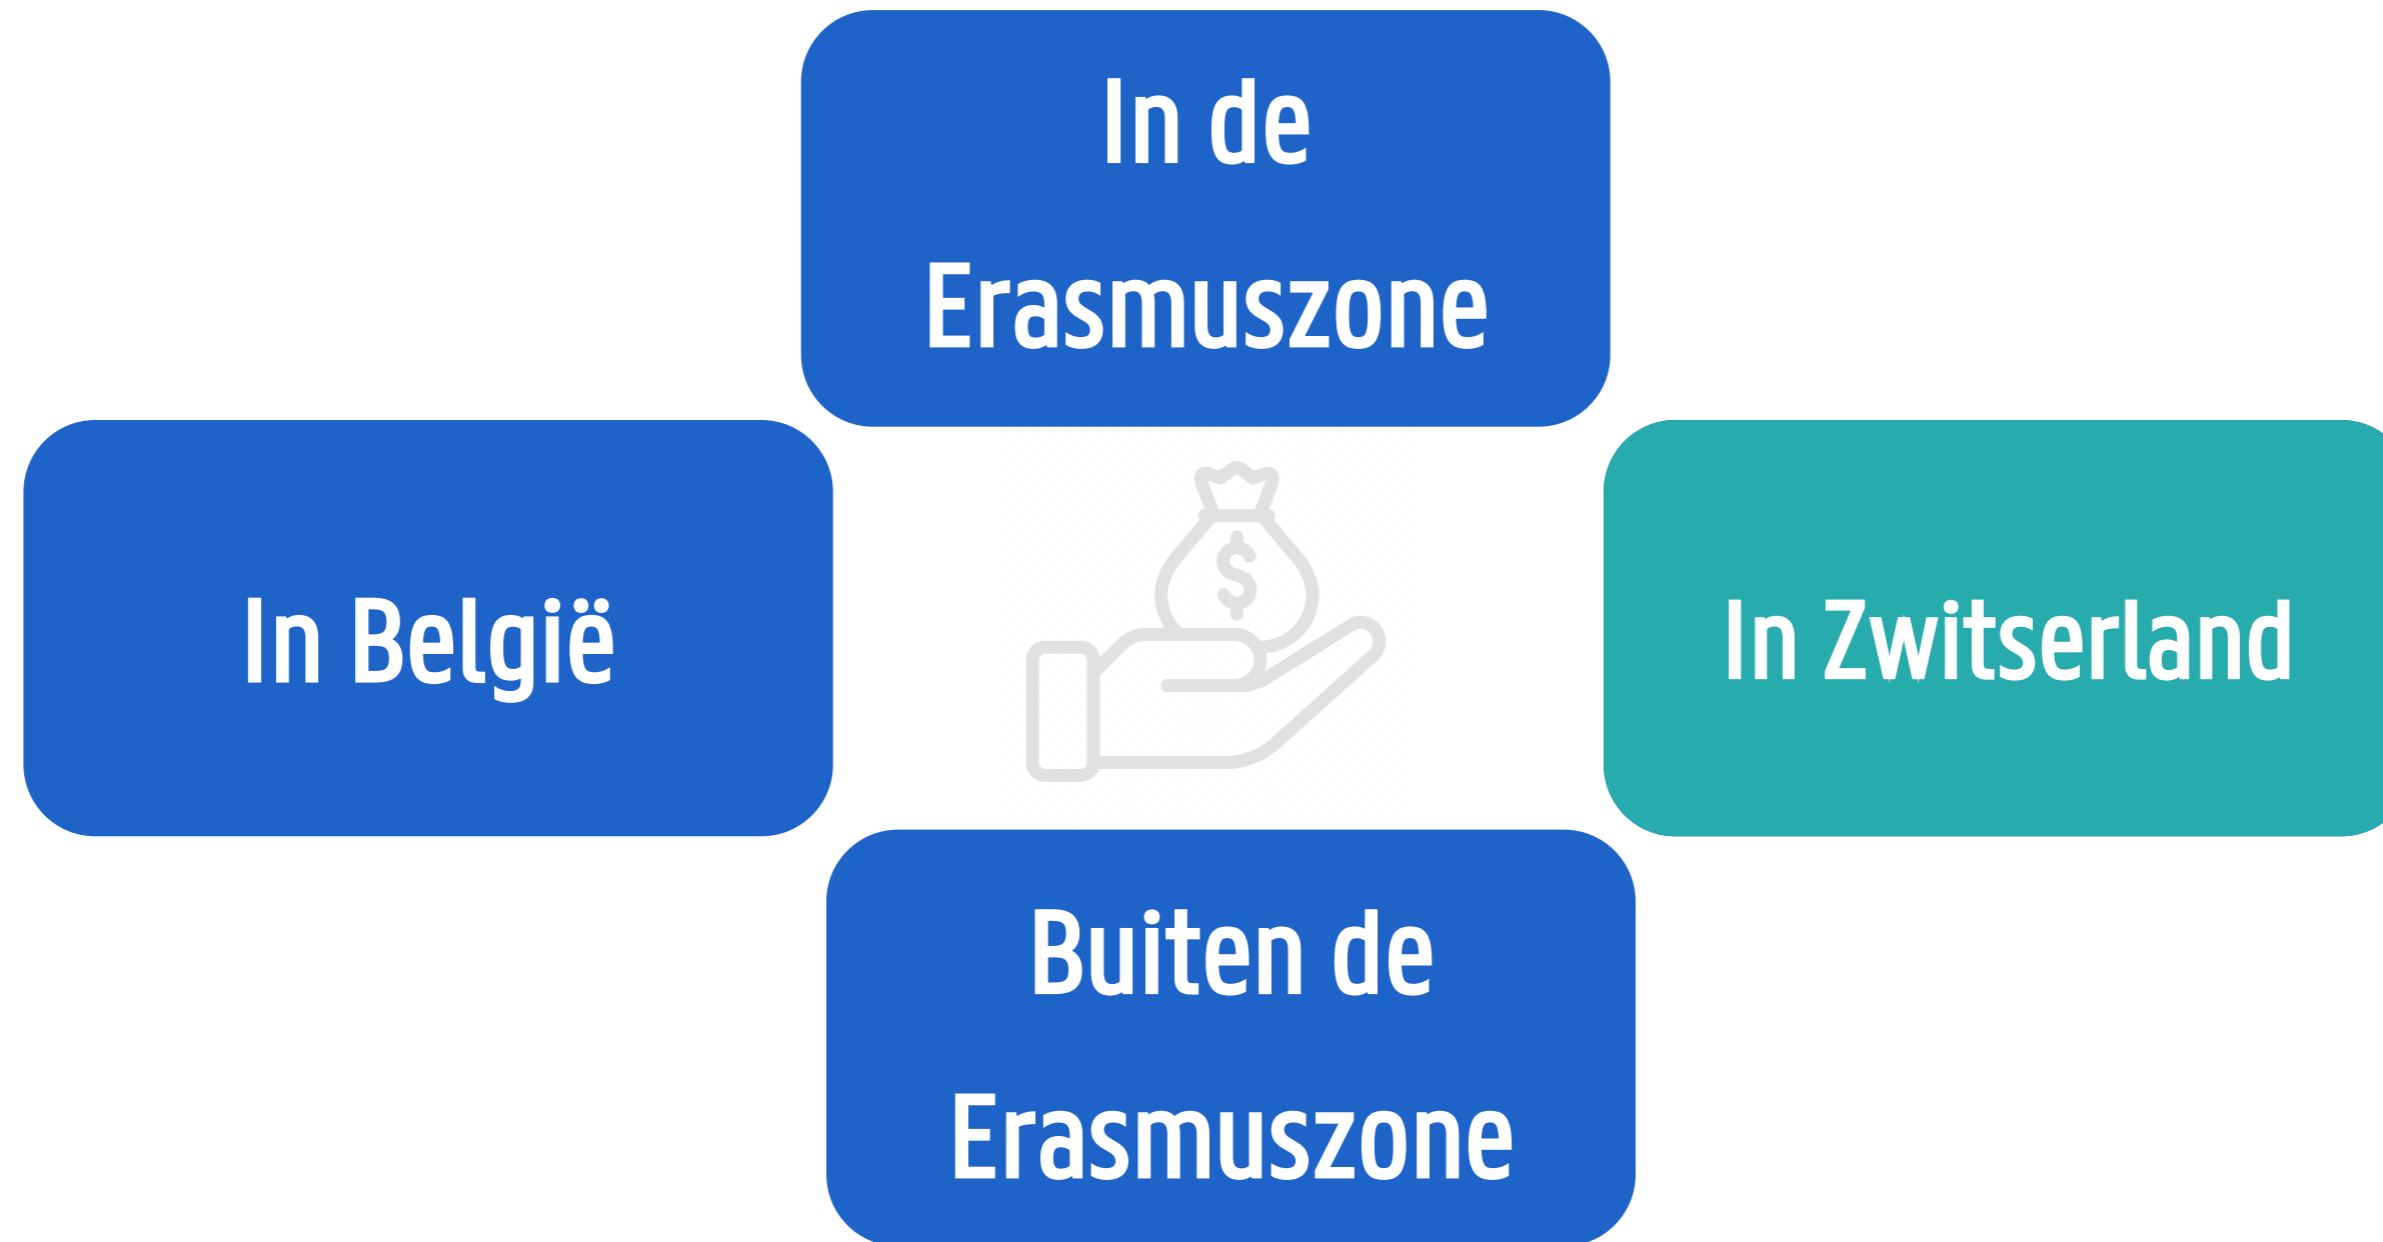 In de
Erasmuszone
In België
$
In Zwitserland
Buiten de
Erasmuszone